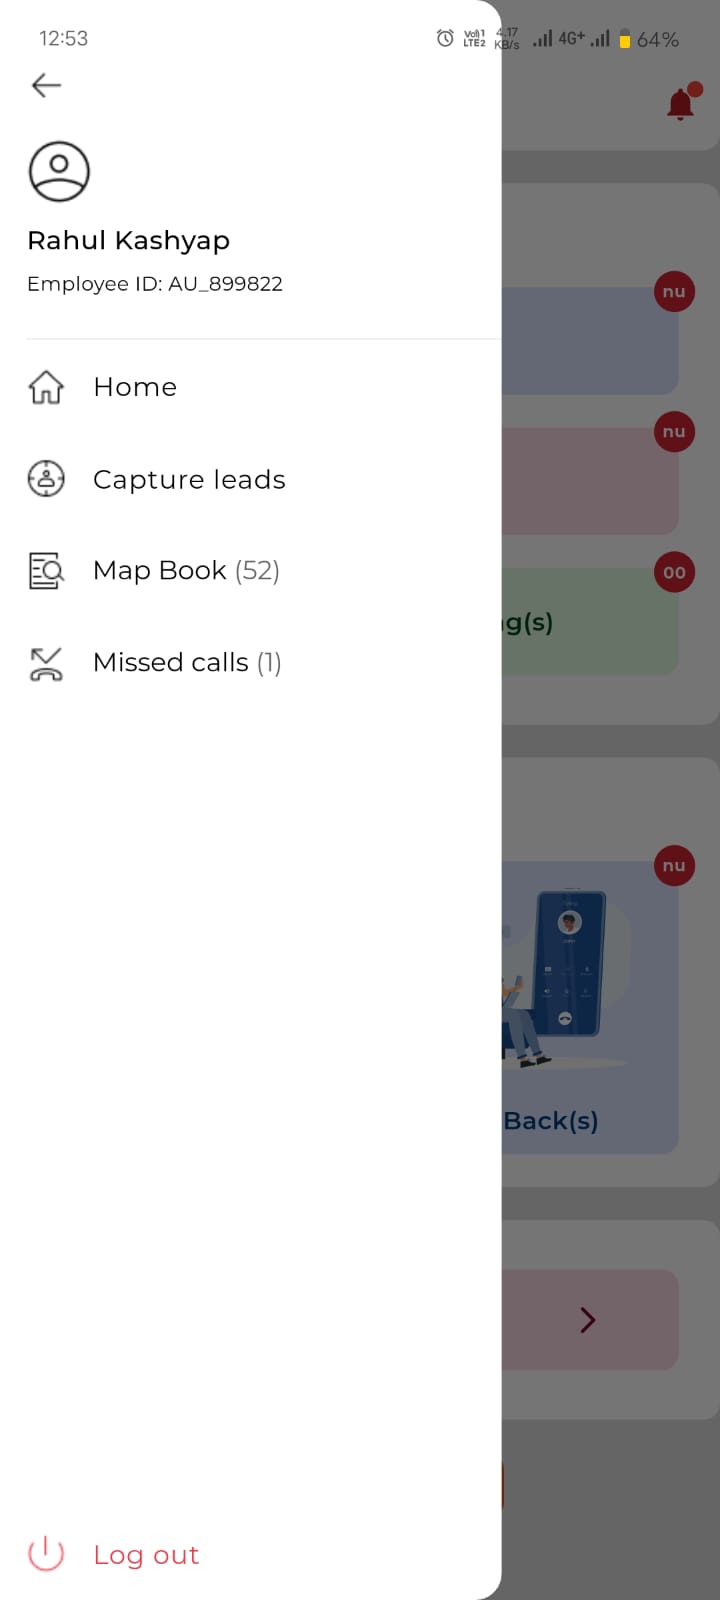 12:53
Vo)) 1 LTE2 4.17 KB/s 4G+ 64%
Rahul Kashyap
Employee ID: AU_899822
nu
Home
nu
Capture leads
Map Book (52)
00
g(s)
Missed calls (1)
nu
Back(s)
Log out